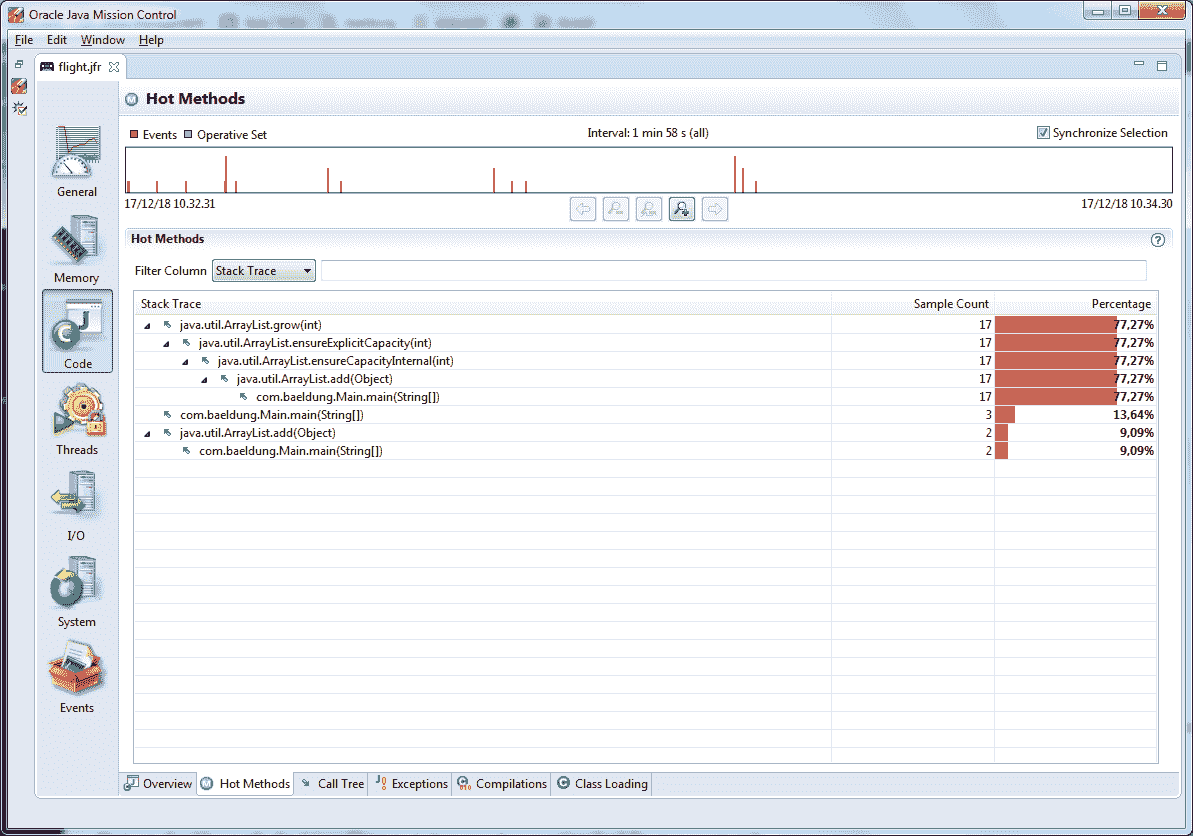 Oracle Java Mission Control
File Edit Window Help
flight.jfr
Hot Methods
Events Operative Set Interval: 1 min 58 s (all) Synchronize Selection
17/12/18 10.32.31 17/12/18 10.34.30
General
Memory
Code
Threads
I/O
System
Events
Hot Methods
Filter Column Stack Trace
Stack Trace Sample Count Percentage
java.util.ArrayList.grow(int) 17 77,27%
java.util.ArrayList.ensureExplicitCapacity(int) 17 77,27%
java.util.ArrayList.ensureCapacityInternal(int) 17 77,27%
java.util.ArrayList.add(Object) 17 77,27%
com.baeldung.Main.main(String[]) 17 77,27%
com.baeldung.Main.main(String[]) 3 13,64%
java.util.ArrayList.add(Object) 2 9,09%
com.baeldung.Main.main(String[]) 2 9,09%
Overview Hot Methods Call Tree Exceptions Compilations Class Loading